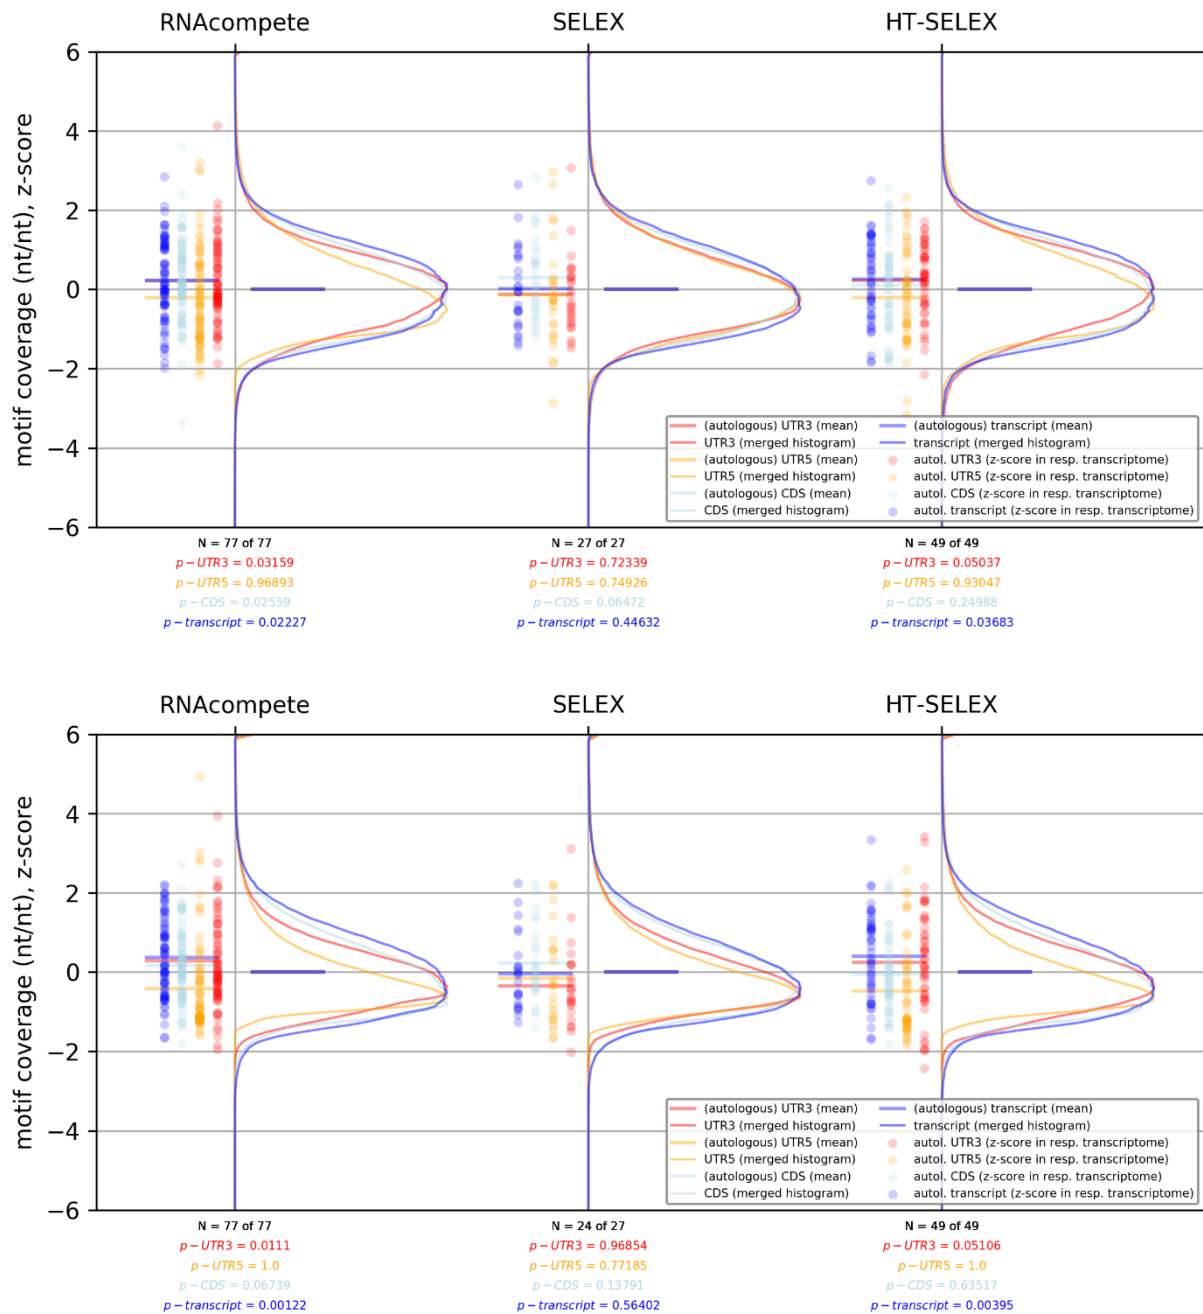 RNAcompete SELEX HT-SELEX
motif coverage (nt/nt), z-score
6
4
2
0
−2
−4
−6
(autologous) UTR3 (mean) (autologous) transcript (mean)
UTR3 (merged histogram) transcript (merged histogram)
(autologous) UTR5 (mean) autol. UTR3 (z-score in resp. transcriptome)
UTR5 (merged histogram) autol. UTR5 (z-score in resp. transcriptome)
(autologous) CDS (mean) autol. CDS (z-score in resp. transcriptome)
CDS (merged histogram) autol. transcript (z-score in resp. transcriptome)
N = 77 of 77 N = 27 of 27 N = 49 of 49
p − UTR3 = 0.03159 p − UTR3 = 0.72339 p − UTR3 = 0.05037
p − UTR5 = 0.96893 p − UTR5 = 0.74926 p − UTR5 = 0.93047
p − CDS = 0.02559 p − CDS = 0.06472 p − CDS = 0.24988
p − transcript = 0.02227 p − transcript = 0.44632 p − transcript = 0.03683
RNAcompete SELEX HT-SELEX
motif coverage (nt/nt), z-score
6
4
2
0
−2
−4
−6
(autologous) UTR3 (mean) (autologous) transcript (mean)
UTR3 (merged histogram) transcript (merged histogram)
(autologous) UTR5 (mean) autol. UTR3 (z-score in resp. transcriptome)
UTR5 (merged histogram) autol. UTR5 (z-score in resp. transcriptome)
(autologous) CDS (mean) autol. CDS (z-score in resp. transcriptome)
CDS (merged histogram) autol. transcript (z-score in resp. transcriptome)
N = 77 of 77 N = 24 of 27 N = 49 of 49
p − UTR3 = 0.0111 p − UTR3 = 0.96854 p − UTR3 = 0.05106
p − UTR5 = 1.0 p − UTR5 = 0.77185 p − UTR5 = 1.0
p − CDS = 0.06739 p − CDS = 0.13791 p − CDS = 0.63517
p − transcript = 0.00122 p − transcript = 0.56402 p − transcript = 0.00395